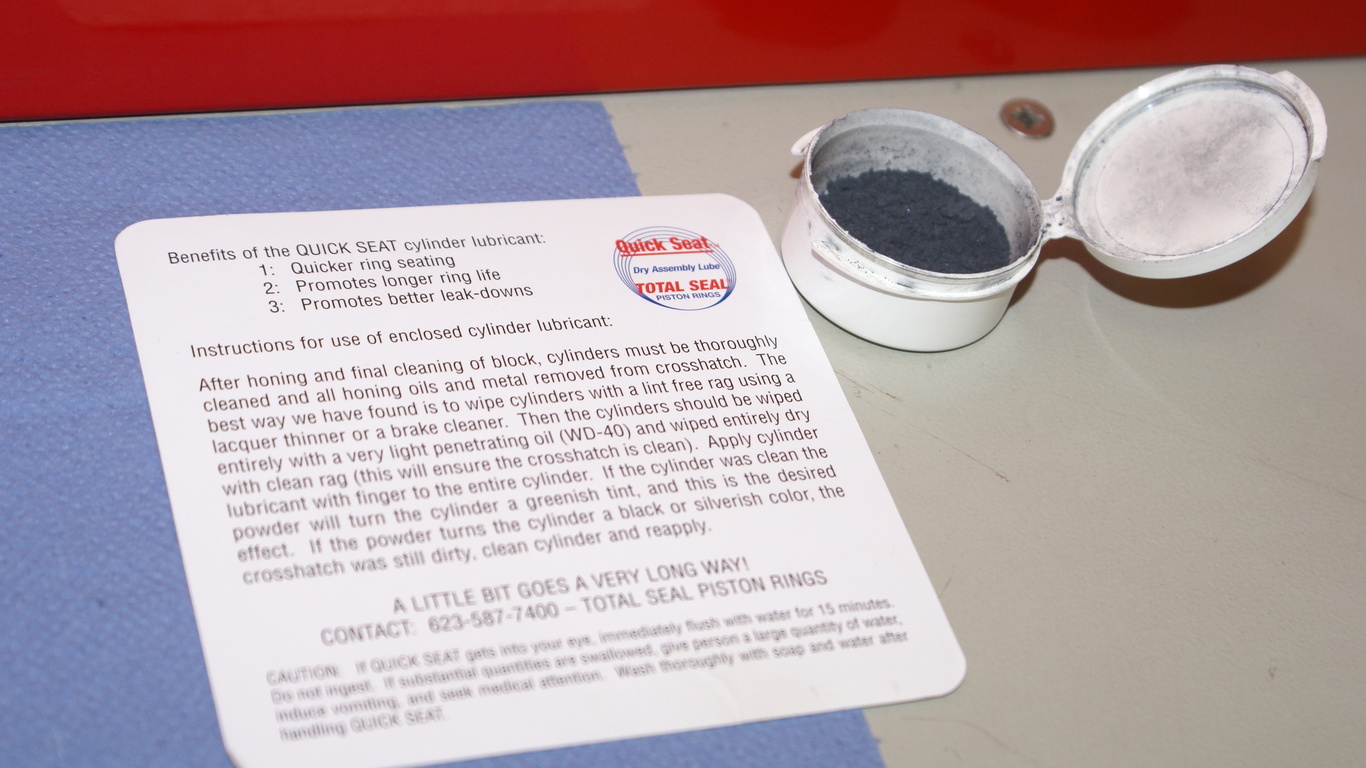 Benefits of the QUICK SEAT cylinder lubricant:
1: Quicker ring seating
2: Promotes longer ring life
3: Promotes better leak-downs
Quick Seat
Dry Assembly Lube
TOTAL SEAL
PISTON RINGS
Instructions for use of enclosed cylinder lubricant:
After honing and final cleaning of block, cylinders must be thoroughly
cleaned and all honing oils and metal removed from crosshatch. The
best way we have found is to wipe cylinders with a lint free rag using a
lacquer thinner or a brake cleaner. Then the cylinders should be wiped
entirely with a very light penetrating oil (WD-40) and wiped entirely dry
with clean rag (this will ensure the crosshatch is clean). Apply cylinder
lubricant with finger to the entire cylinder. If the cylinder was clean the
powder will turn the cylinder a greenish tint, and this is the desired
effect. If the powder turns the cylinder a black or silverish color, the
crosshatch was still dirty, clean cylinder and reapply.
A LITTLE BIT GOES A VERY LONG WAY!
CONTACT: 623-587-7400 – TOTAL SEAL PISTON RINGS
CAUTION: If QUICK SEAT gets into your eye, immediately flush with water for 15 minutes.
Do not ingest. If substantial quantities are swallowed, give person a large quantity of water,
induce vomiting, and seek medical attention. Wash thoroughly with soap and water after
handling QUICK SEAT.